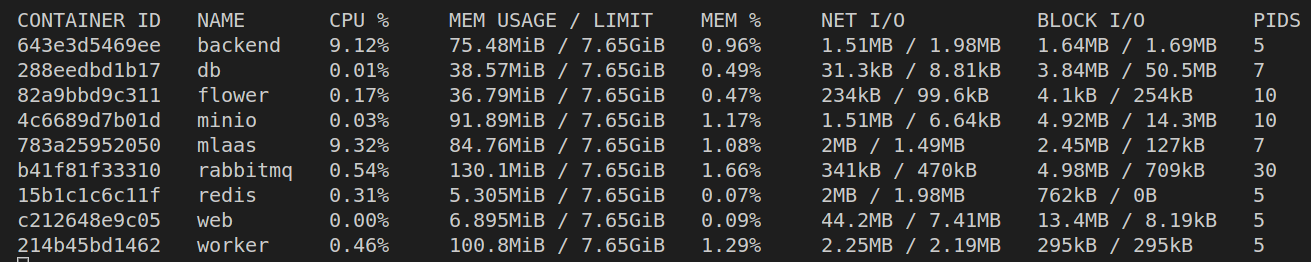 CONTAINER ID NAME CPU % MEM USAGE / LIMIT MEM % NET I/O BLOCK I/O PIDS
643e3d5469ee backend 9.12% 75.48MiB / 7.65GiB 0.96% 1.51MB / 1.98MB 1.64MB / 1.69MB 5
288eedbd1b17 db 0.01% 38.57MiB / 7.65GiB 0.49% 31.3kB / 8.81kB 3.84MB / 50.5MB 7
82a9bbd9c311 flower 0.17% 36.79MiB / 7.65GiB 0.47% 234kB / 99.6kB 4.1kB / 254kB 10
4c6689d7b01d minio 0.03% 91.89MiB / 7.65GiB 1.17% 1.51MB / 6.64kB 4.92MB / 14.3MB 10
783a25952050 mlaas 9.32% 84.76MiB / 7.65GiB 1.08% 2MB / 1.49MB 2.45MB / 127kB 7
b41f81f33310 rabbitmq 0.54% 130.1MiB / 7.65GiB 1.66% 341kB / 470kB 4.98MB / 709kB 30
15b1c1c6c11f redis 0.31% 5.305MiB / 7.65GiB 0.07% 2MB / 1.98MB 762kB / 0B 5
c212648e9c05 web 0.00% 6.895MiB / 7.65GiB 0.09% 44.2MB / 7.41MB 13.4MB / 8.19kB 5
214b45bd1462 worker 0.46% 100.8MiB / 7.65GiB 1.29% 2.25MB / 2.19MB 295kB / 295kB 5